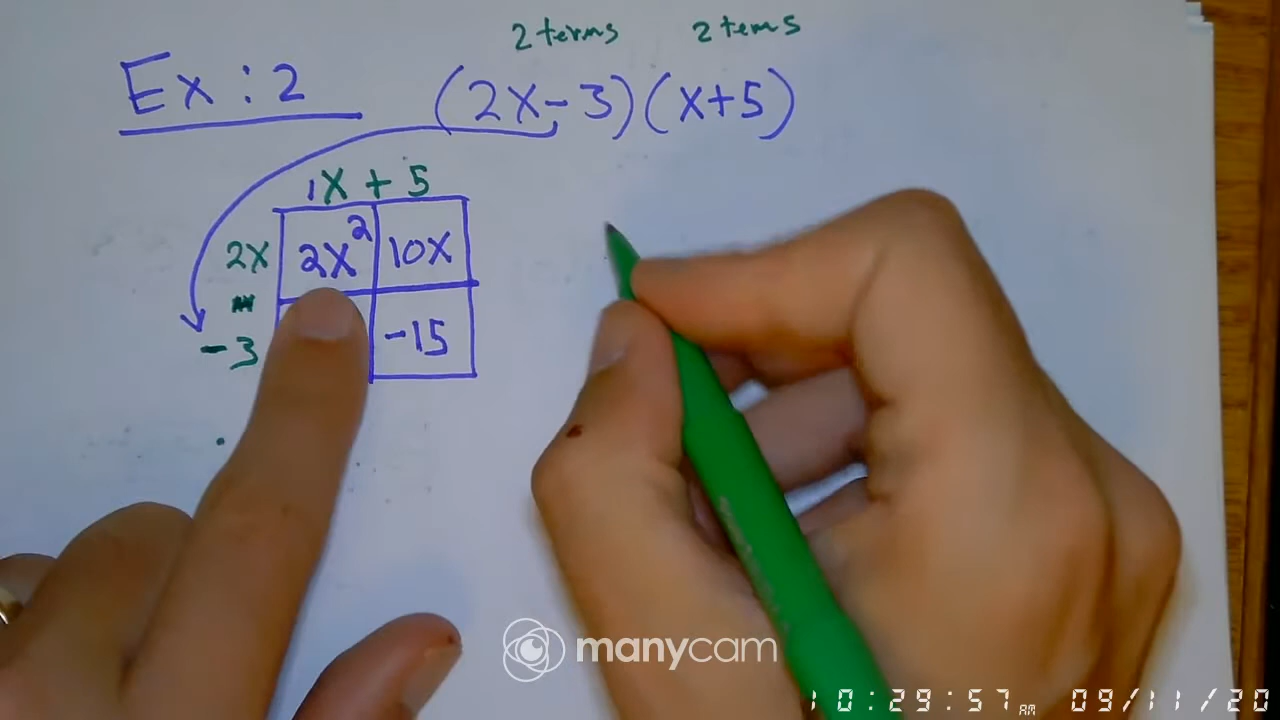 2 terms 2 tems
Ex : 2 (2x-3)(x+5)
1x + 5
2x 2x² 10x
-3 -15
manycam
10:29:57 AM 09/11/20